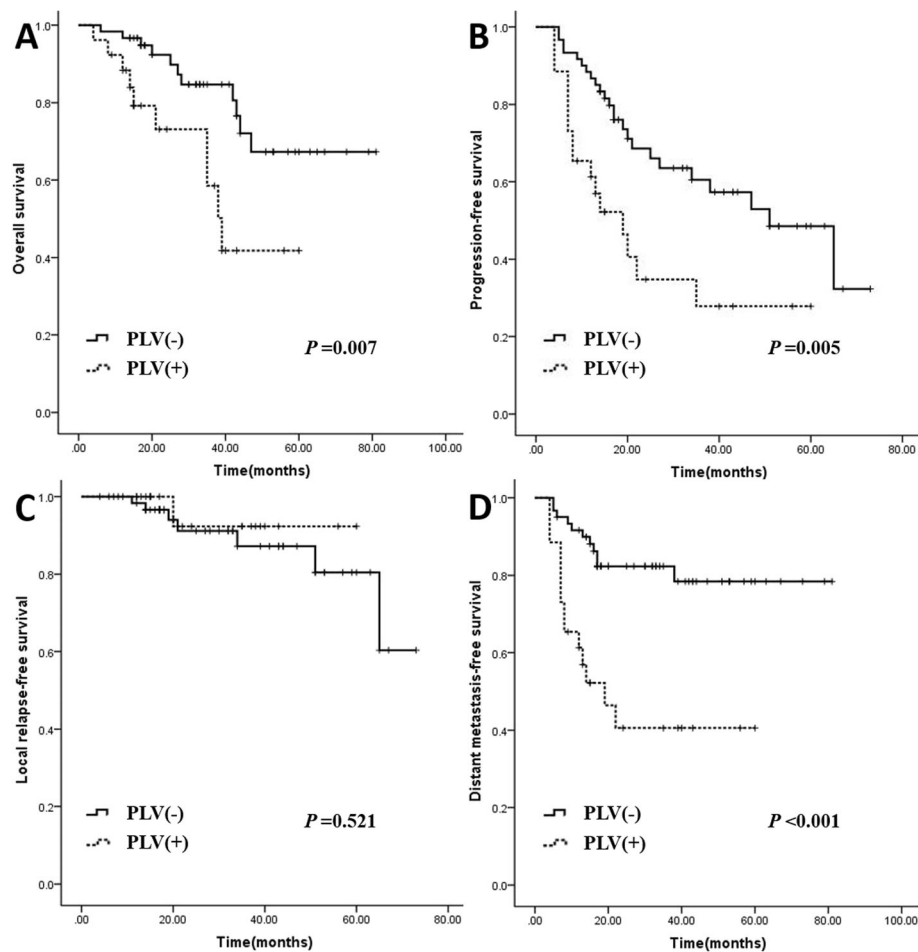 A
1.0
0.8
0.6
0.4
0.2
0.0
Overall survival
PLV(-)
PLV(+)
P =0.007
.00 20.00 40.00 60.00 80.00 100.00
Time(months)
B
1.0
0.8
0.6
0.4
0.2
0.0
Progression-free survival
PLV(-)
PLV(+)
P =0.005
.00 20.00 40.00 60.00 80.00
Time(months)
C
1.0
0.8
0.6
0.4
0.2
0.0
Local relapse-free survival
PLV(-)
PLV(+)
P =0.521
.00 20.00 40.00 60.00 80.00
Time(months)
D
1.0
0.8
0.6
0.4
0.2
0.0
Distant metastasis-free survival
PLV(-)
PLV(+)
P <0.001
.00 20.00 40.00 60.00 80.00 100.00
Time(months)